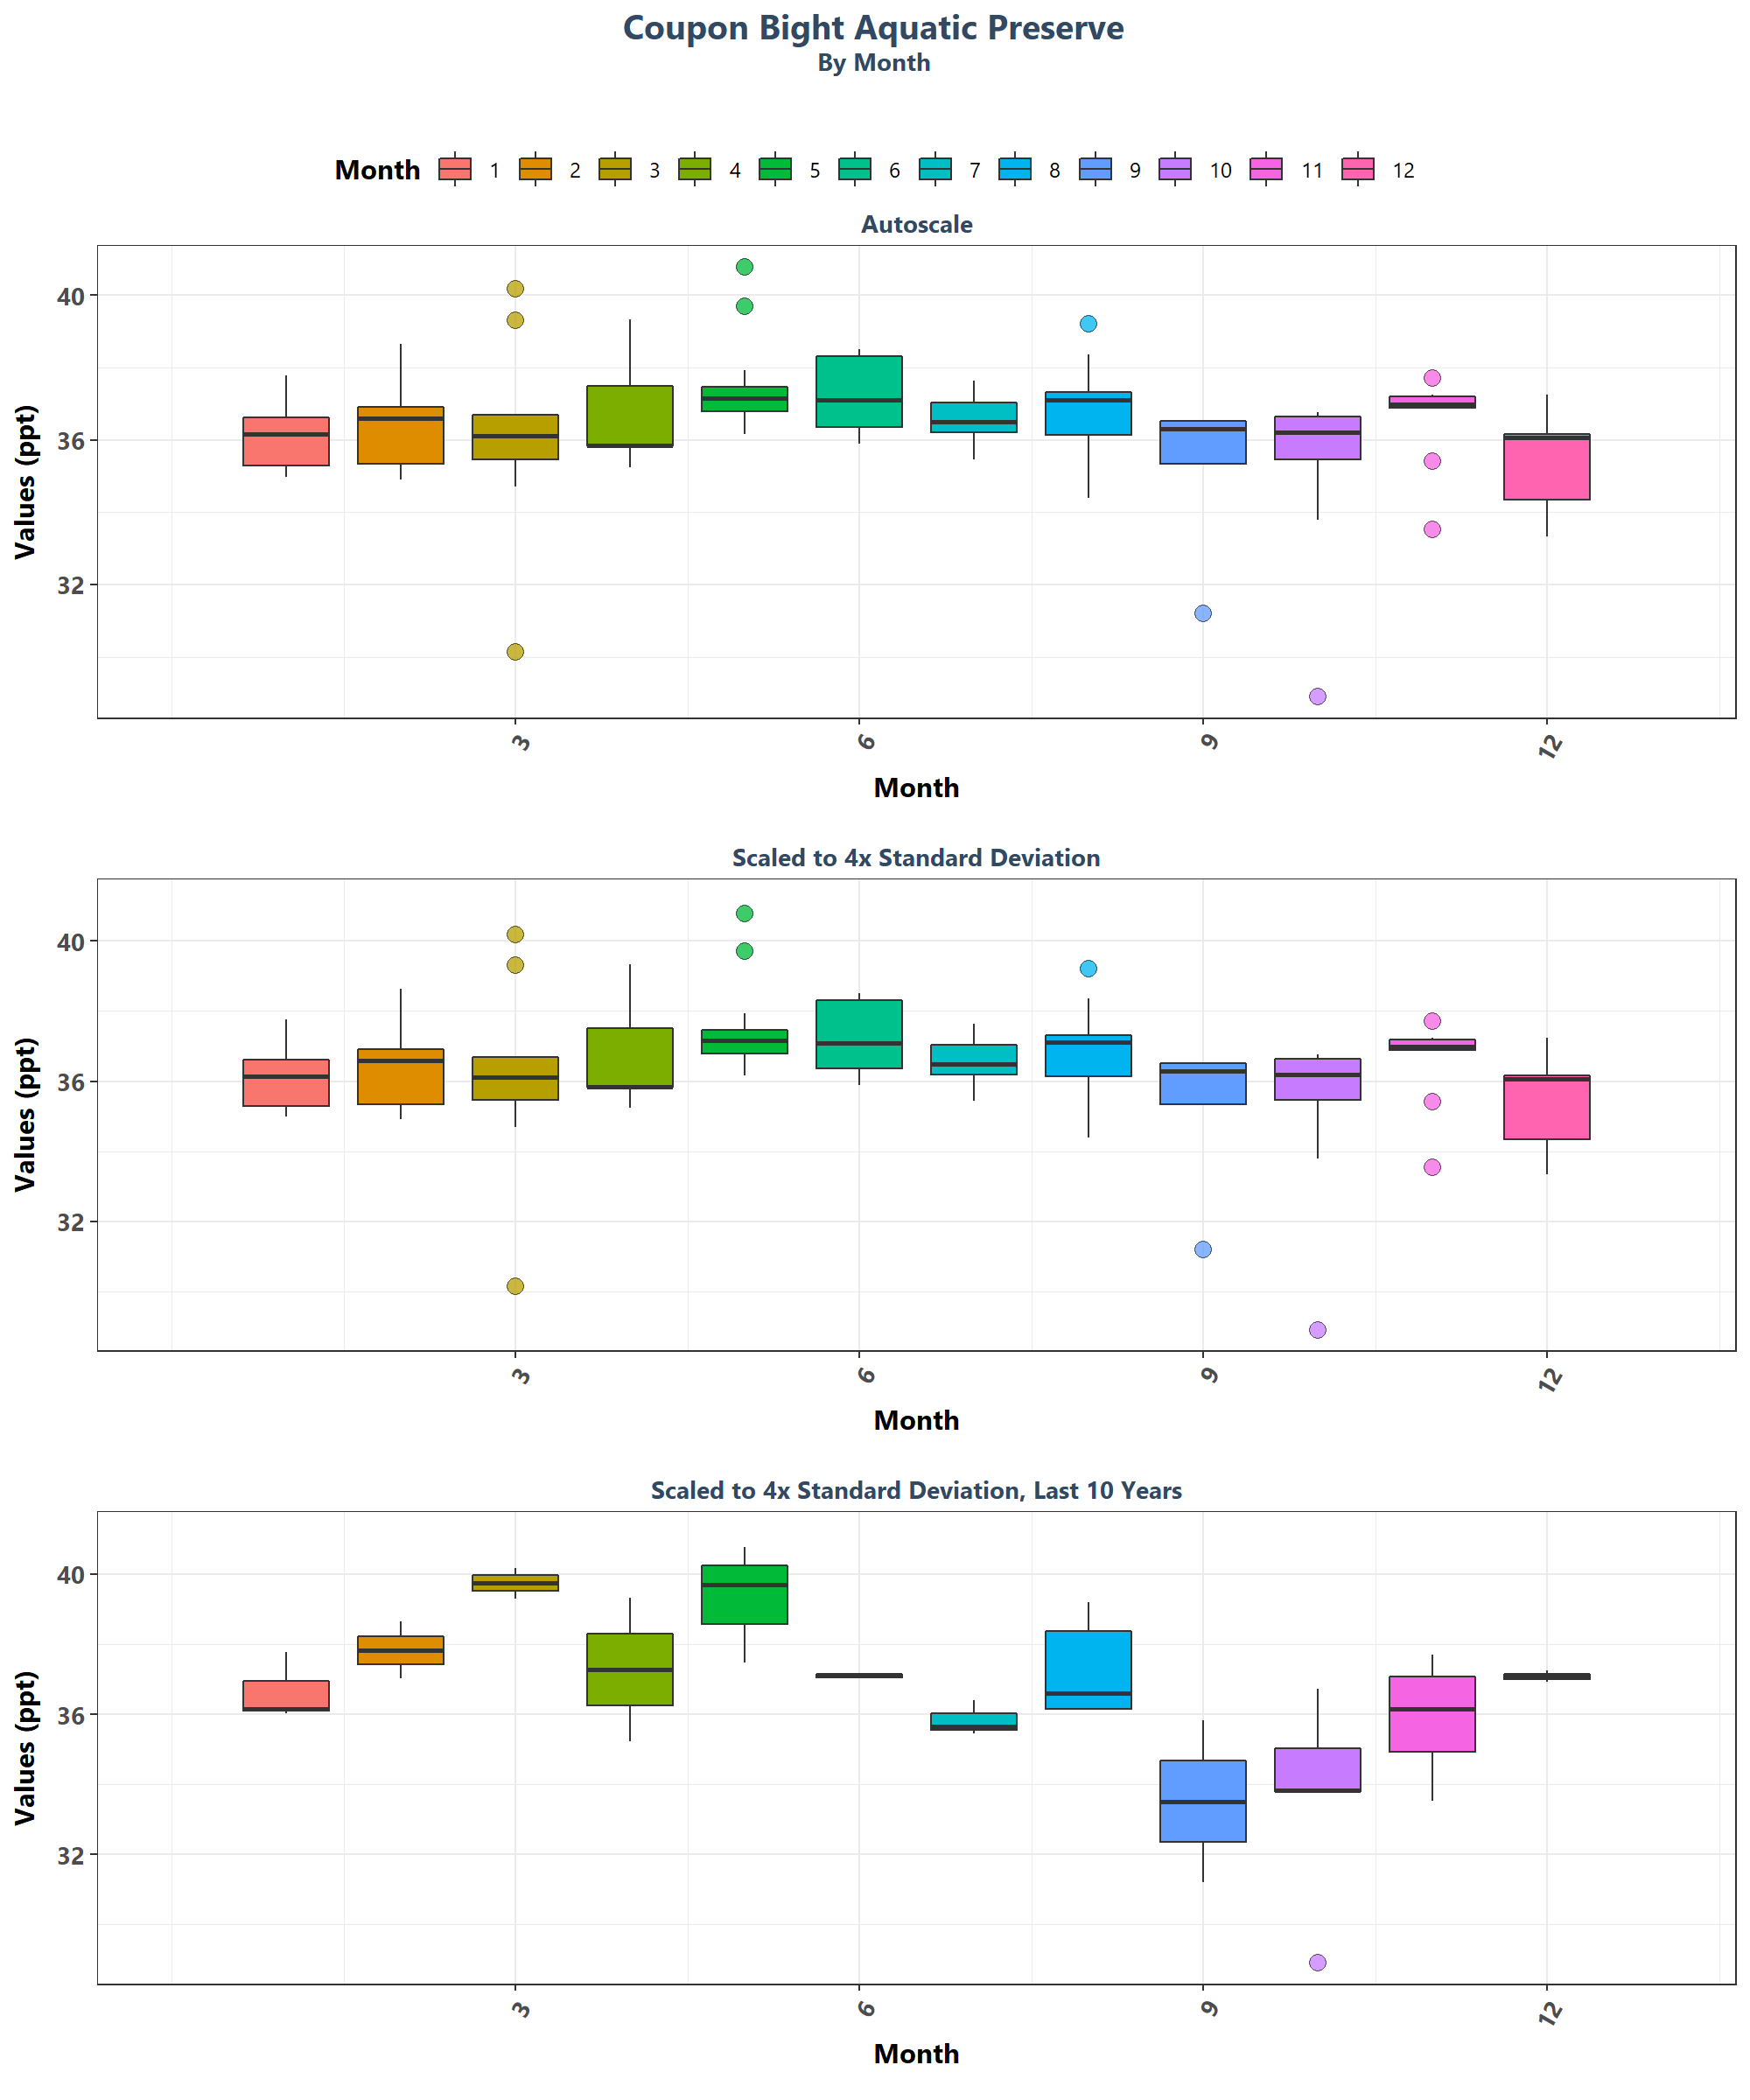 Coupon Bight Aquatic Preserve
By Month
Month 1 2 3 4 5 6 7 8 9 10 11 12
Autoscale
Values (ppt)
40
36
32
3 6 9 12
Month
Scaled to 4x Standard Deviation
Values (ppt)
40
36
32
3 6 9 12
Month
Scaled to 4x Standard Deviation, Last 10 Years
Values (ppt)
40
36
32
3 6 9 12
Month